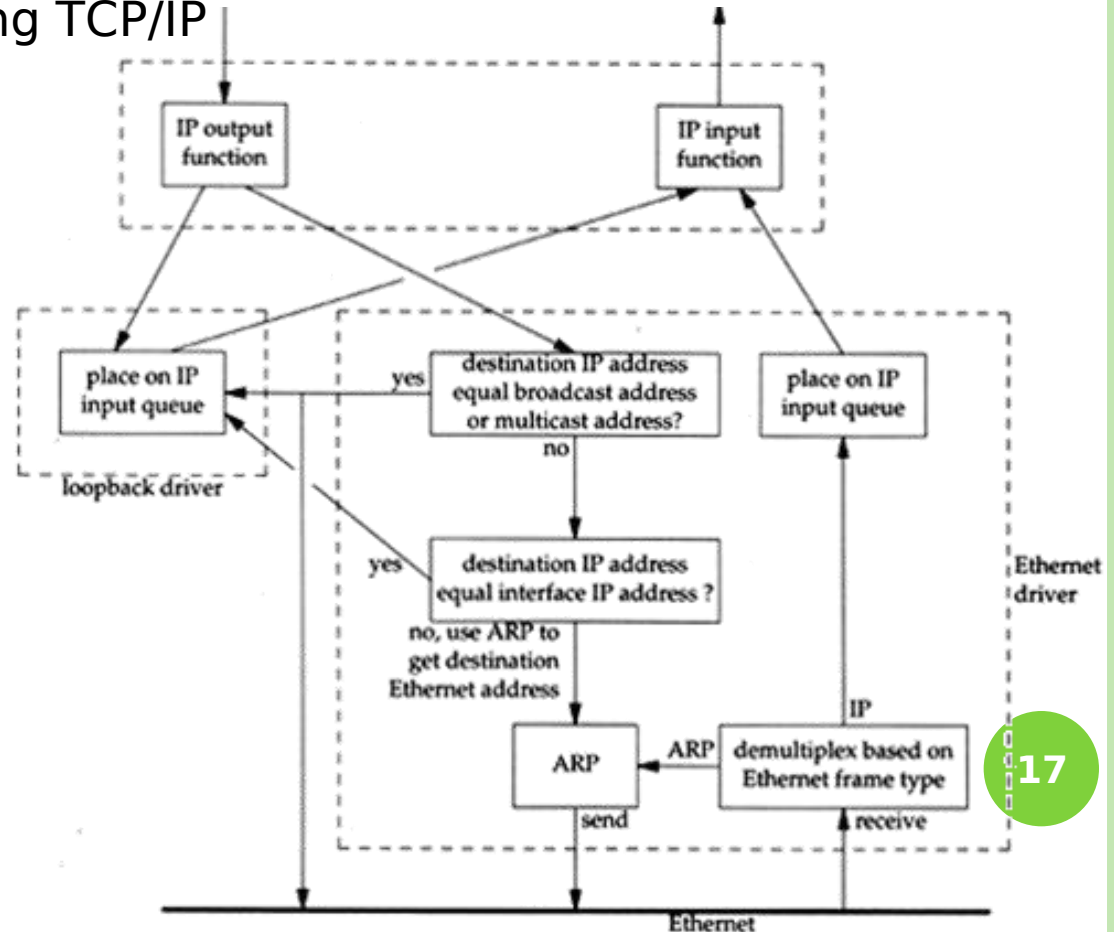 ng TCP/IP
IP output
function
IP input
function
place on IP
input queue
loopback driver
yes
destination IP address
equal broadcast address
or multicast address?
no
place on IP
input queue
yes
destination IP address
equal interface IP address ?
no, use ARP to
get destination
Ethernet address
Ethernet
driver
ARP
ARP
IP
demultiplex based on
Ethernet frame type
17
send
receive
Ethernet